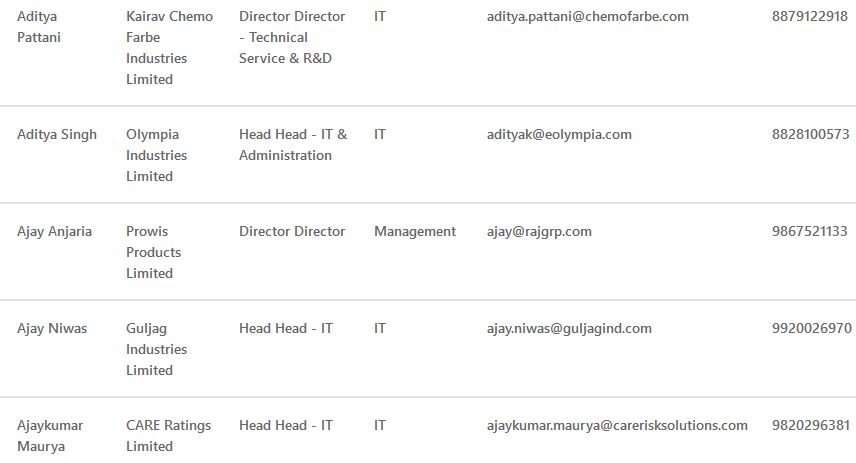 Aditya Pattani Kairav Chemo Farbe Industries Limited Director Director - Technical Service & R&D IT aditya.pattani@chemofarbe.com 8879122918
Aditya Singh Olympia Industries Limited Head Head - IT & Administration IT adityak@eolympia.com 8828100573
Ajay Anjaria Prowis Products Limited Director Director Management ajay@rajgrp.com 9867521133
Ajay Niwas Guljag Industries Limited Head Head - IT IT ajay.niwas@guljagind.com 9920026970
Ajaykumar Maurya CARE Ratings Limited Head Head - IT IT ajaykumar.maurya@carerisksolutions.com 9820296381